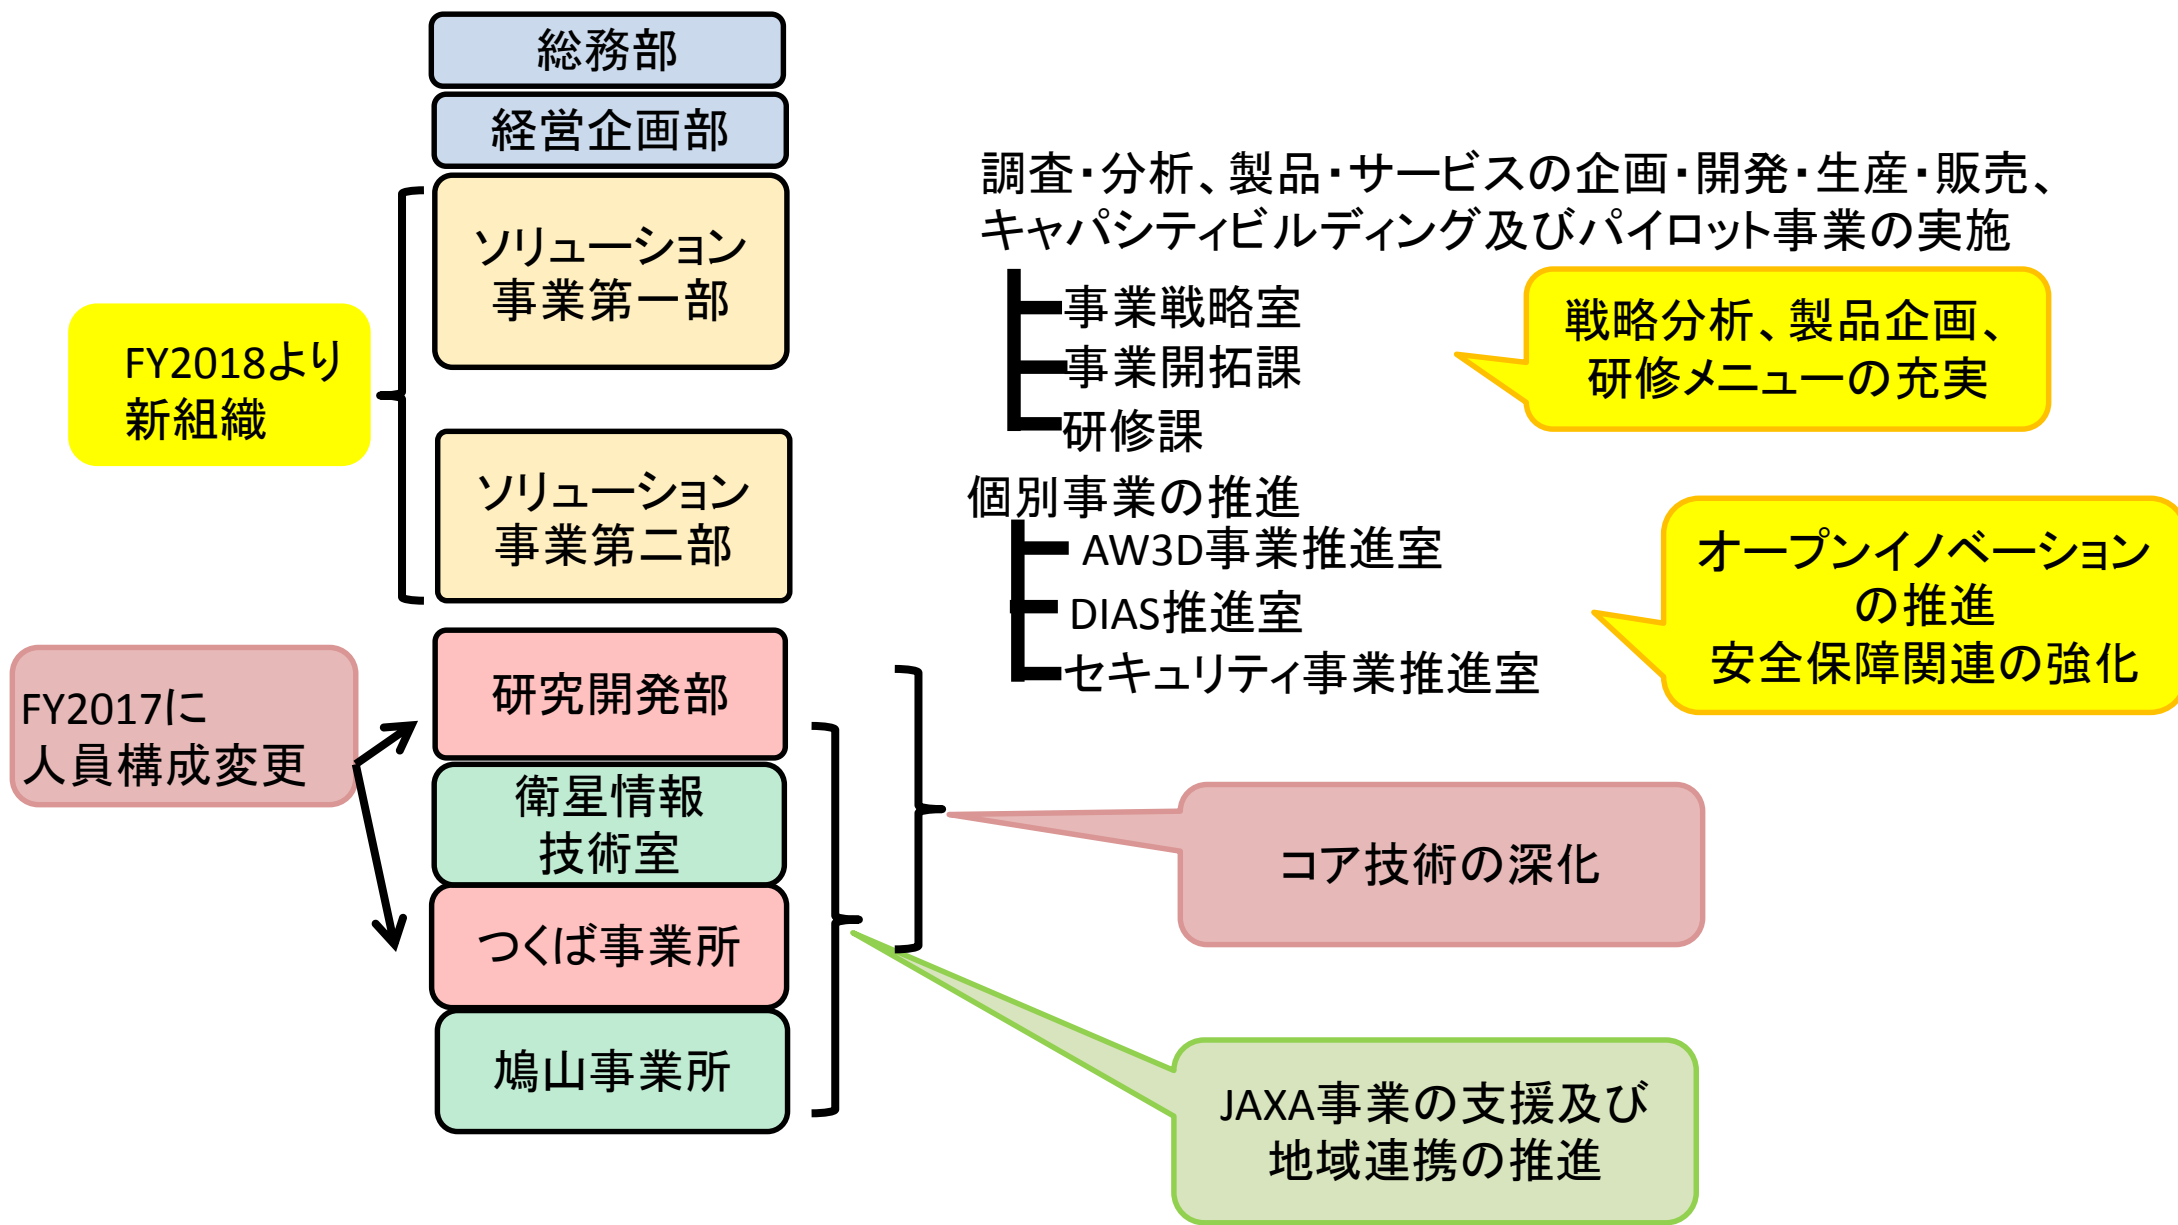 総務部
経営企画部
ソリューション
事業第一部
ソリューション
事業第二部
研究開発部
衛星情報
技術室
つくば事業所
鳩山事業所
FY2018より
新組織
FY2017に
人員構成変更
調査・分析、製品・サービスの企画・開発・生産・販売、
キャパシティビルディング及びパイロット事業の実施
事業戦略室
事業開拓課
研修課
戦略分析、製品企画、
研修メニューの充実
個別事業の推進
AW3D事業推進室
DIAS推進室
セキュリティ事業推進室
オープンイノベーション
の推進
安全保障関連の強化
コア技術の深化
JAXA事業の支援及び
地域連携の推進